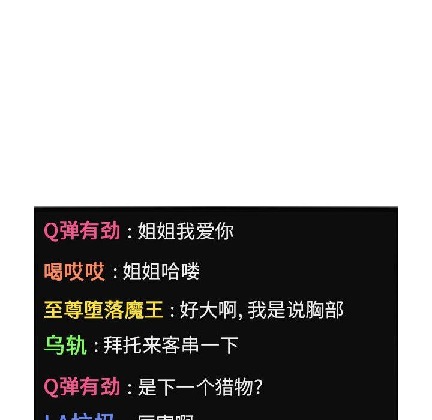 Q弹有劲：姐姐我爱你
喝哎哎：姐姐哈喽
至尊堕落魔王：好大啊, 我是说胸部
乌轨：拜托来客串一下
Q弹有劲：是下一个猎物?